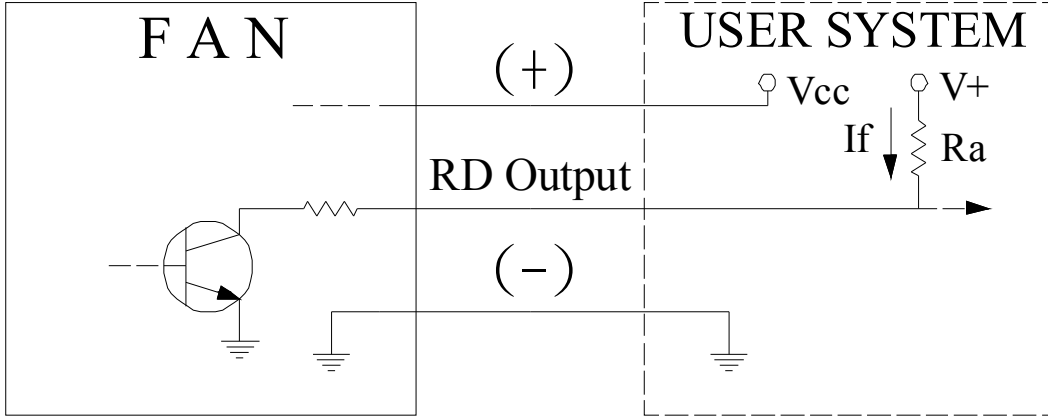 F A N
USER SYSTEM
(+)
Vcc
V+
If
Ra
RD Output
(-)